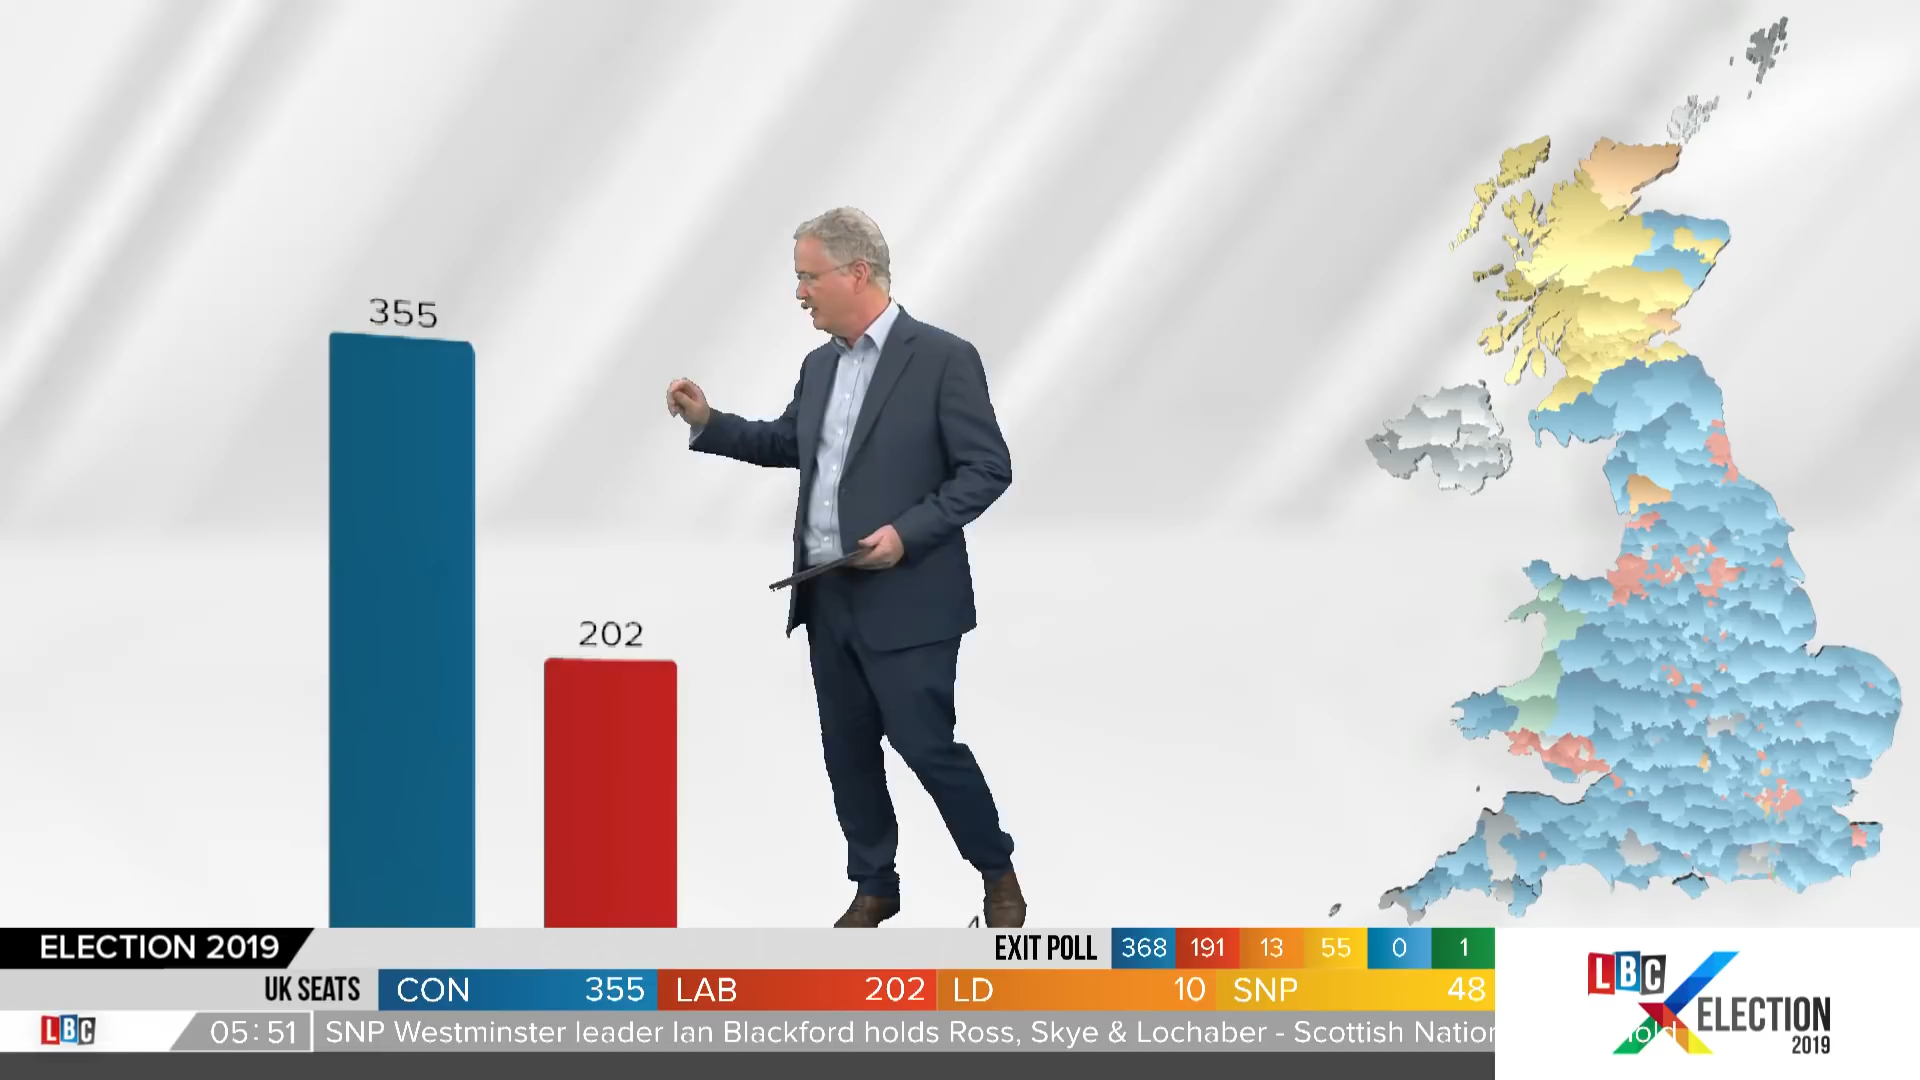 355
202
4
ELECTION 2019
EXIT POLL 368 191 13 55 0 1
UK SEATS CON 355 LAB 202 LD 10 SNP 48
LBC 05:51 SNP Westminster leader Ian Blackford holds Ross, Skye & Lochaber - Scottish Nation
old
LBC
ELECTION
2019